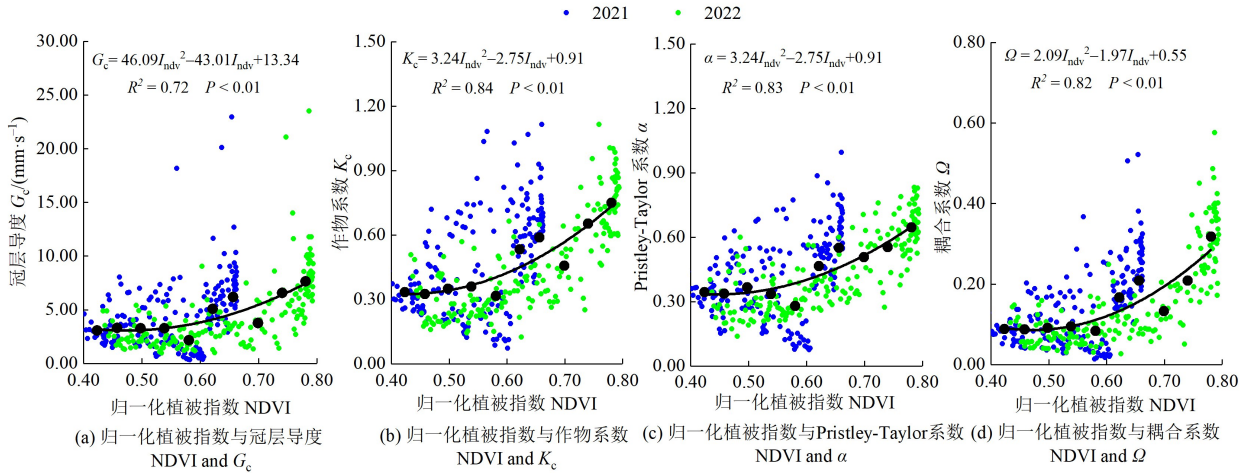 2021 2022
30.00
25.00
20.00
15.00
10.00
5.00
0.00
冠层导度 Gc/(mm·s⁻¹)
Gc=46.09Indv²−43.01Indv+13.34
R²=0.72 P<0.01
0.40 0.50 0.60 0.70 0.80
归一化植被指数 NDVI
(a) 归一化植被指数与冠层导度
NDVI and Gc
1.50
1.20
0.90
0.60
0.30
0.00
作物系数 Kc
Kc=3.24Indv²−2.75Indv+0.91
R²=0.84 P<0.01
0.40 0.50 0.60 0.70 0.80
归一化植被指数 NDVI
(b) 归一化植被指数与作物系数
NDVI and Kc
1.50
1.20
0.90
0.60
0.30
0.00
Pristley-Taylor 系数 α
α=3.24Indv²−2.75Indv+0.91
R²=0.83 P<0.01
0.40 0.50 0.60 0.70 0.80
归一化植被指数 NDVI
(c) 归一化植被指数与Pristley-Taylor系数
NDVI and α
0.80
0.60
0.40
0.20
0.00
耦合系数 Ω
Ω=2.09Indv²−1.97Indv+0.55
R²=0.82 P<0.01
0.40 0.50 0.60 0.70 0.80
归一化植被指数 NDVI
(d) 归一化植被指数与耦合系数
NDVI and Ω